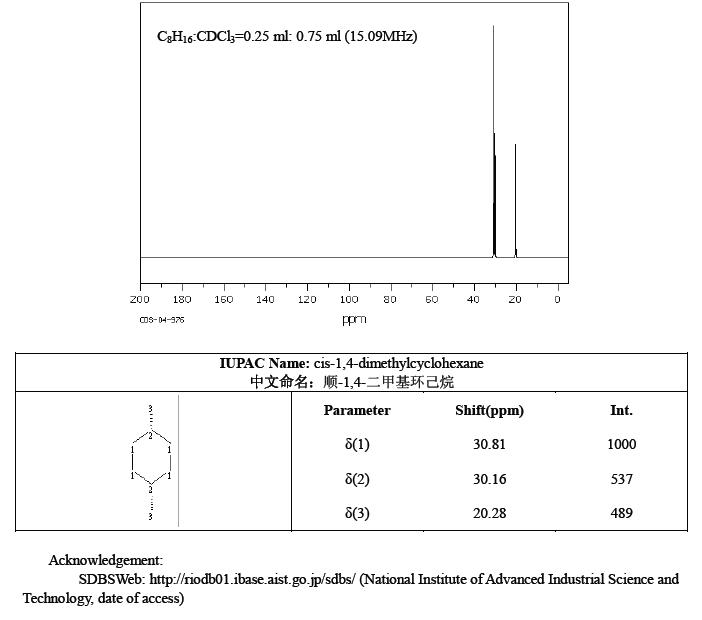 C8H16:CDCl3=0.25 ml: 0.75 ml (15.09MHz)
200 180 160 140 120 100 80 60 40 20 0
CDS-04-976 ppm
IUPAC Name: cis-1,4-dimethylcyclohexane
中文命名：顺-1,4-二甲基环己烷
Parameter Shift(ppm) Int.
δ(1) 30.81 1000
δ(2) 30.16 537
δ(3) 20.28 489
3
2
1 1
1 1
2
3
Acknowledgement:
SDBSWeb: http://riodb01.ibase.aist.go.jp/sdbs/ (National Institute of Advanced Industrial Science and
Technology, date of access)